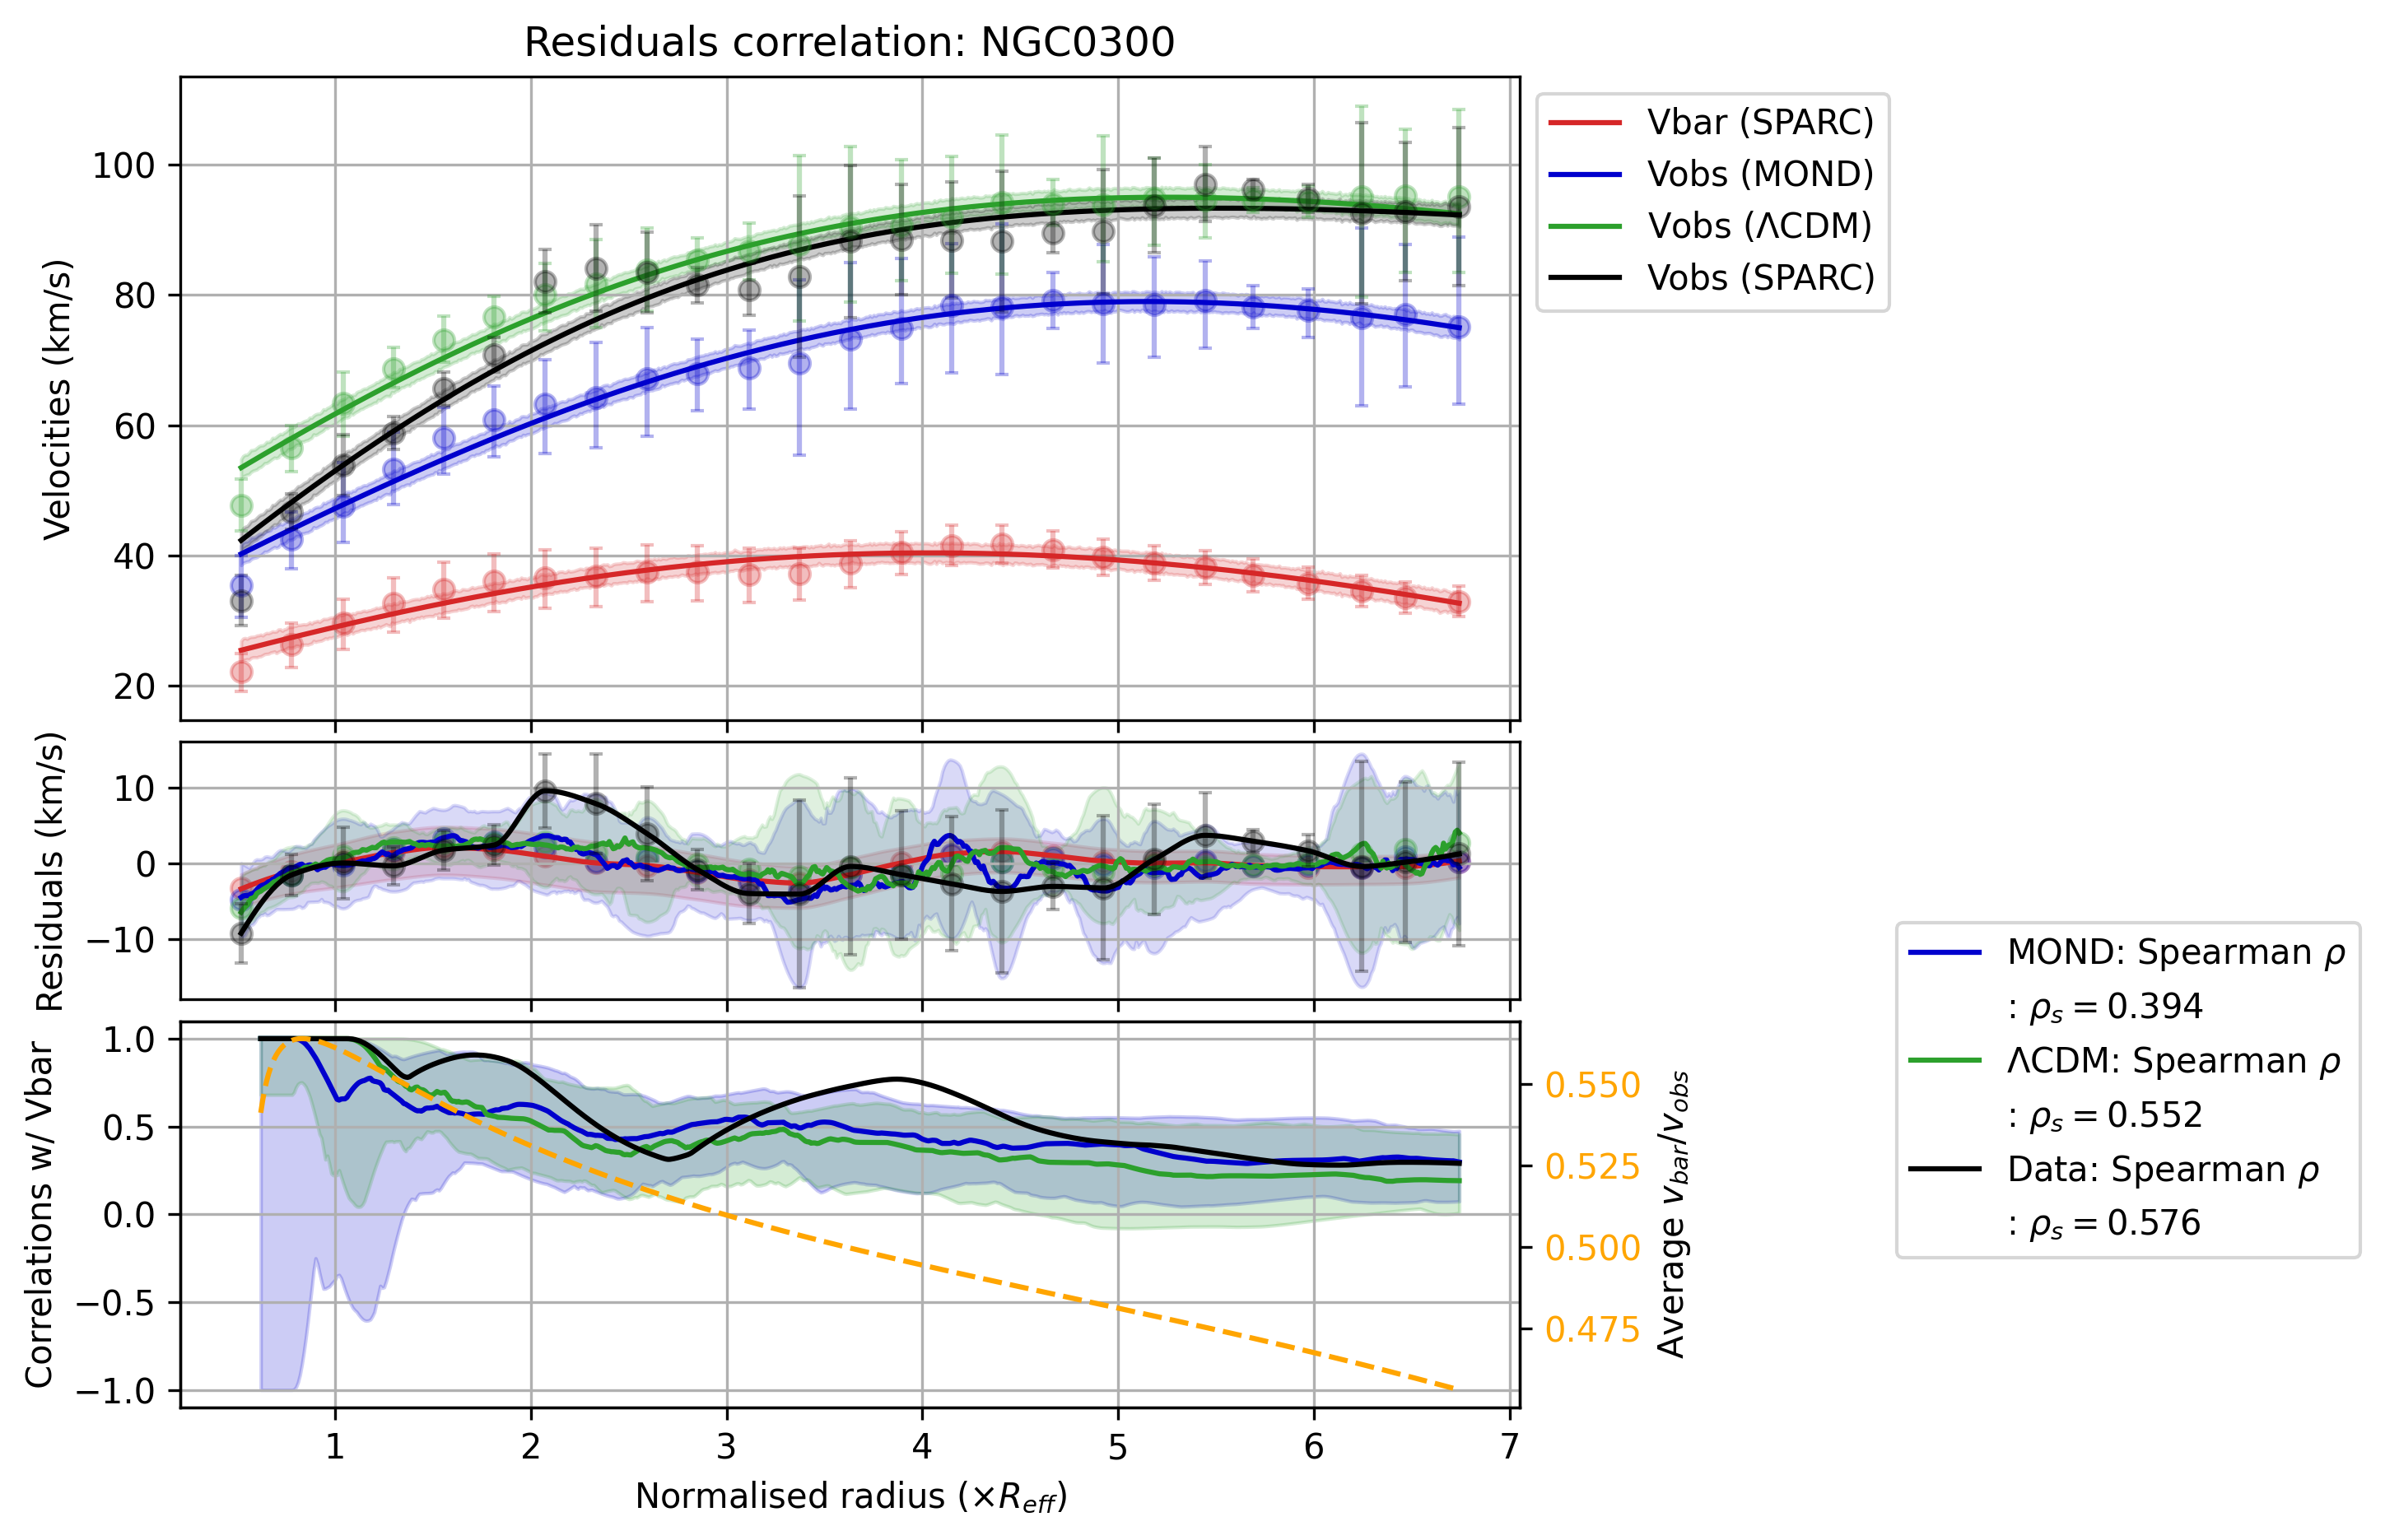 Residuals correlation: NGC0300
Velocities (km/s)
100
80
60
40
20
Vbar (SPARC)
Vobs (MOND)
Vobs (ΛCDM)
Vobs (SPARC)
Residuals (km/s)
10
0
−10
Correlations w/ Vbar
1.0
0.5
0.0
−0.5
−1.0
0.550
0.525
0.500
0.475
Average v_bar/v_obs
MOND: Spearman ρ
: ρ_s = 0.394
ΛCDM: Spearman ρ
: ρ_s = 0.552
Data: Spearman ρ
: ρ_s = 0.576
1 2 3 4 5 6 7
Normalised radius (×R_eff)